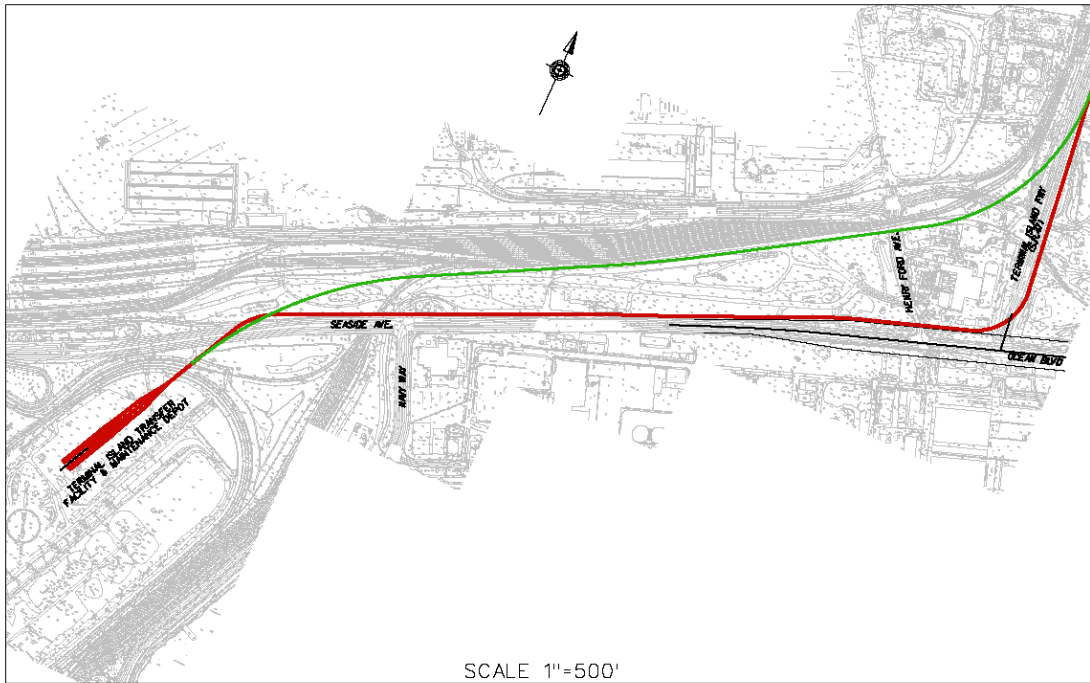 HENRY FORD AVE.
TERMINAL ISLAND FWY
(S.R.47)
SEASIDE AVE.
OCEAN BLVD
NAVY WAY
TERMINAL ISLAND TRANSFER
FACILITY & MAINTENANCE DEPOT
SCALE 1"=500'